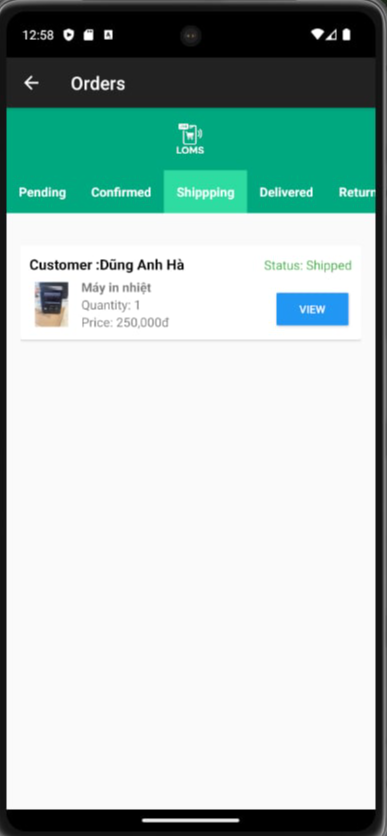 12:58
Orders
LOMS
Pending Confirmed Shippping Delivered Return
Customer :Dũng Anh Hà Status: Shipped
Máy in nhiệt
Quantity: 1
Price: 250,000đ
VIEW